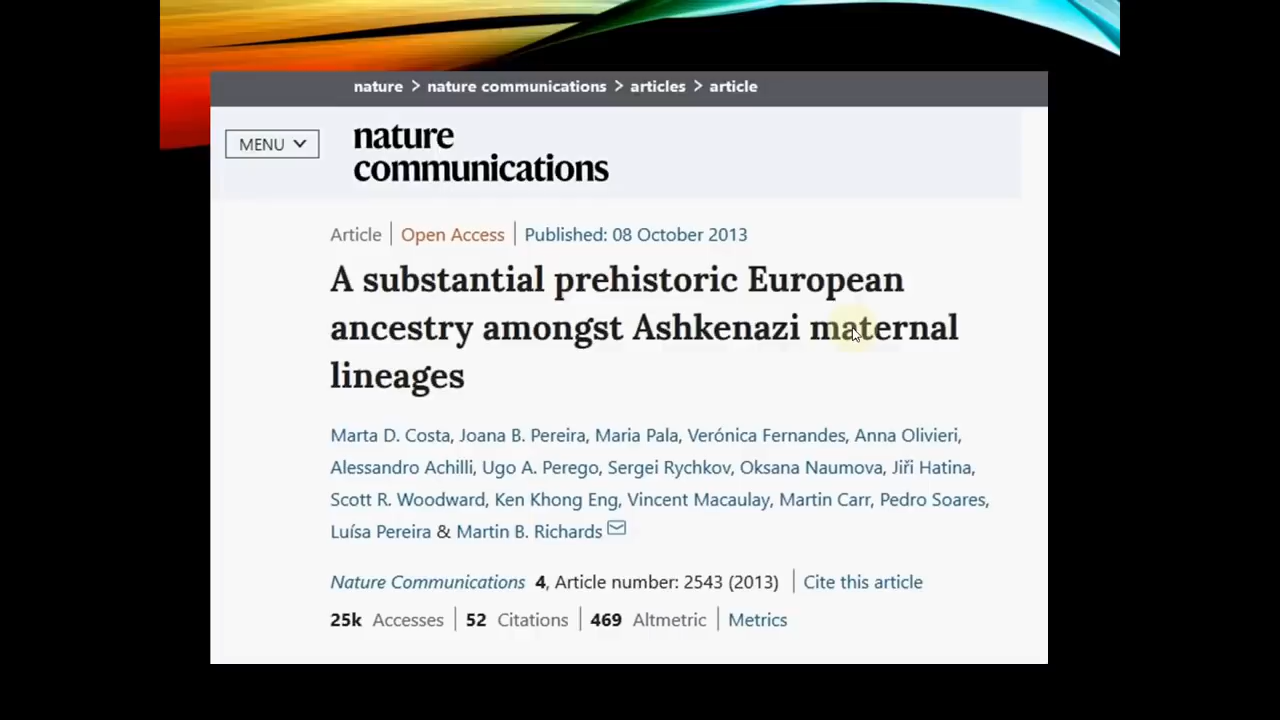 nature > nature communications > articles > article
MENU
nature
communications
Article | Open Access | Published: 08 October 2013
A substantial prehistoric European
ancestry amongst Ashkenazi maternal
lineages
Marta D. Costa, Joana B. Pereira, Maria Pala, Verónica Fernandes, Anna Olivieri,
Alessandro Achilli, Ugo A. Perego, Sergei Rychkov, Oksana Naumova, Jiři Hatina,
Scott R. Woodward, Ken Khong Eng, Vincent Macaulay, Martin Carr, Pedro Soares,
Luísa Pereira & Martin B. Richards
Nature Communications 4, Article number: 2543 (2013) | Cite this article
25k Accesses | 52 Citations | 469 Altmetric | Metrics